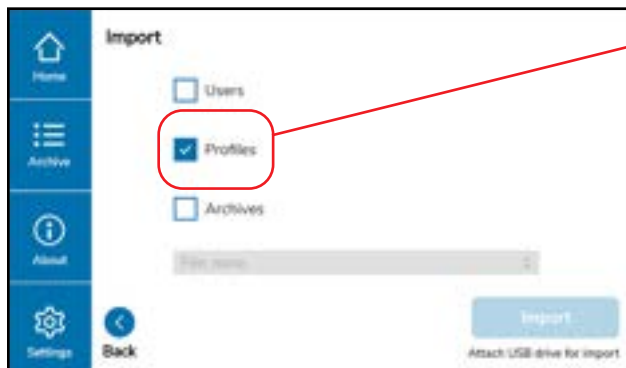 Import
Home
Users
Archive
Profiles
Archives
About
File name
Import
Settings
Back
Attach USB drive for import